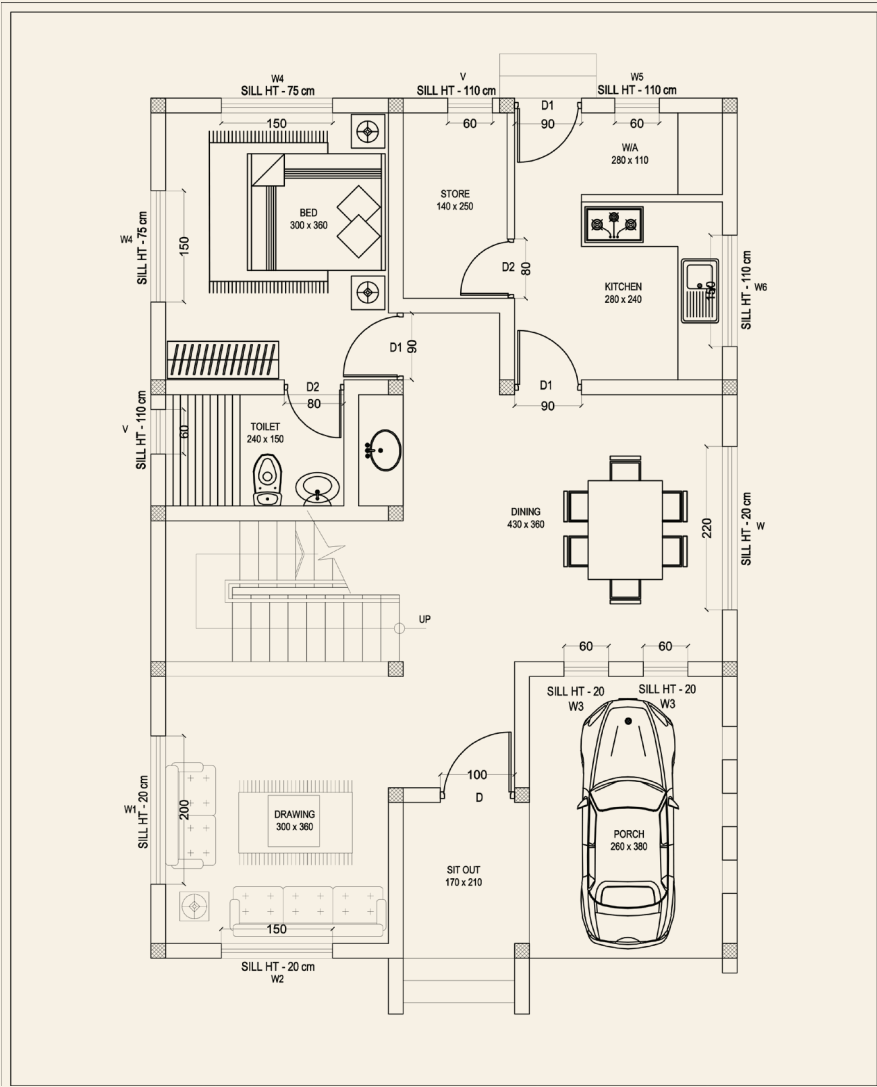 W4
SILL HT - 75 cm
150
V
SILL HT - 110 cm
60
D1
90
W5
SILL HT - 110 cm
60
W/A
280 x 110
STORE
140 x 250
BED
300 x 360
W4
SILL HT - 75 cm
150
D2
80
KITCHEN
280 x 240
150
SILL HT - 110 cm
W6
D1
90
D2
80
D1
90
V
SILL HT - 110 cm
60
TOILET
240 x 150
DINING
430 x 360
220
SILL HT - 20 cm
W
UP
60
60
SILL HT - 20
W3
SILL HT - 20
W3
100
D
W1
SILL HT - 20 cm
200
DRAWING
300 x 360
PORCH
260 x 380
SIT OUT
170 x 210
150
SILL HT - 20 cm
W2